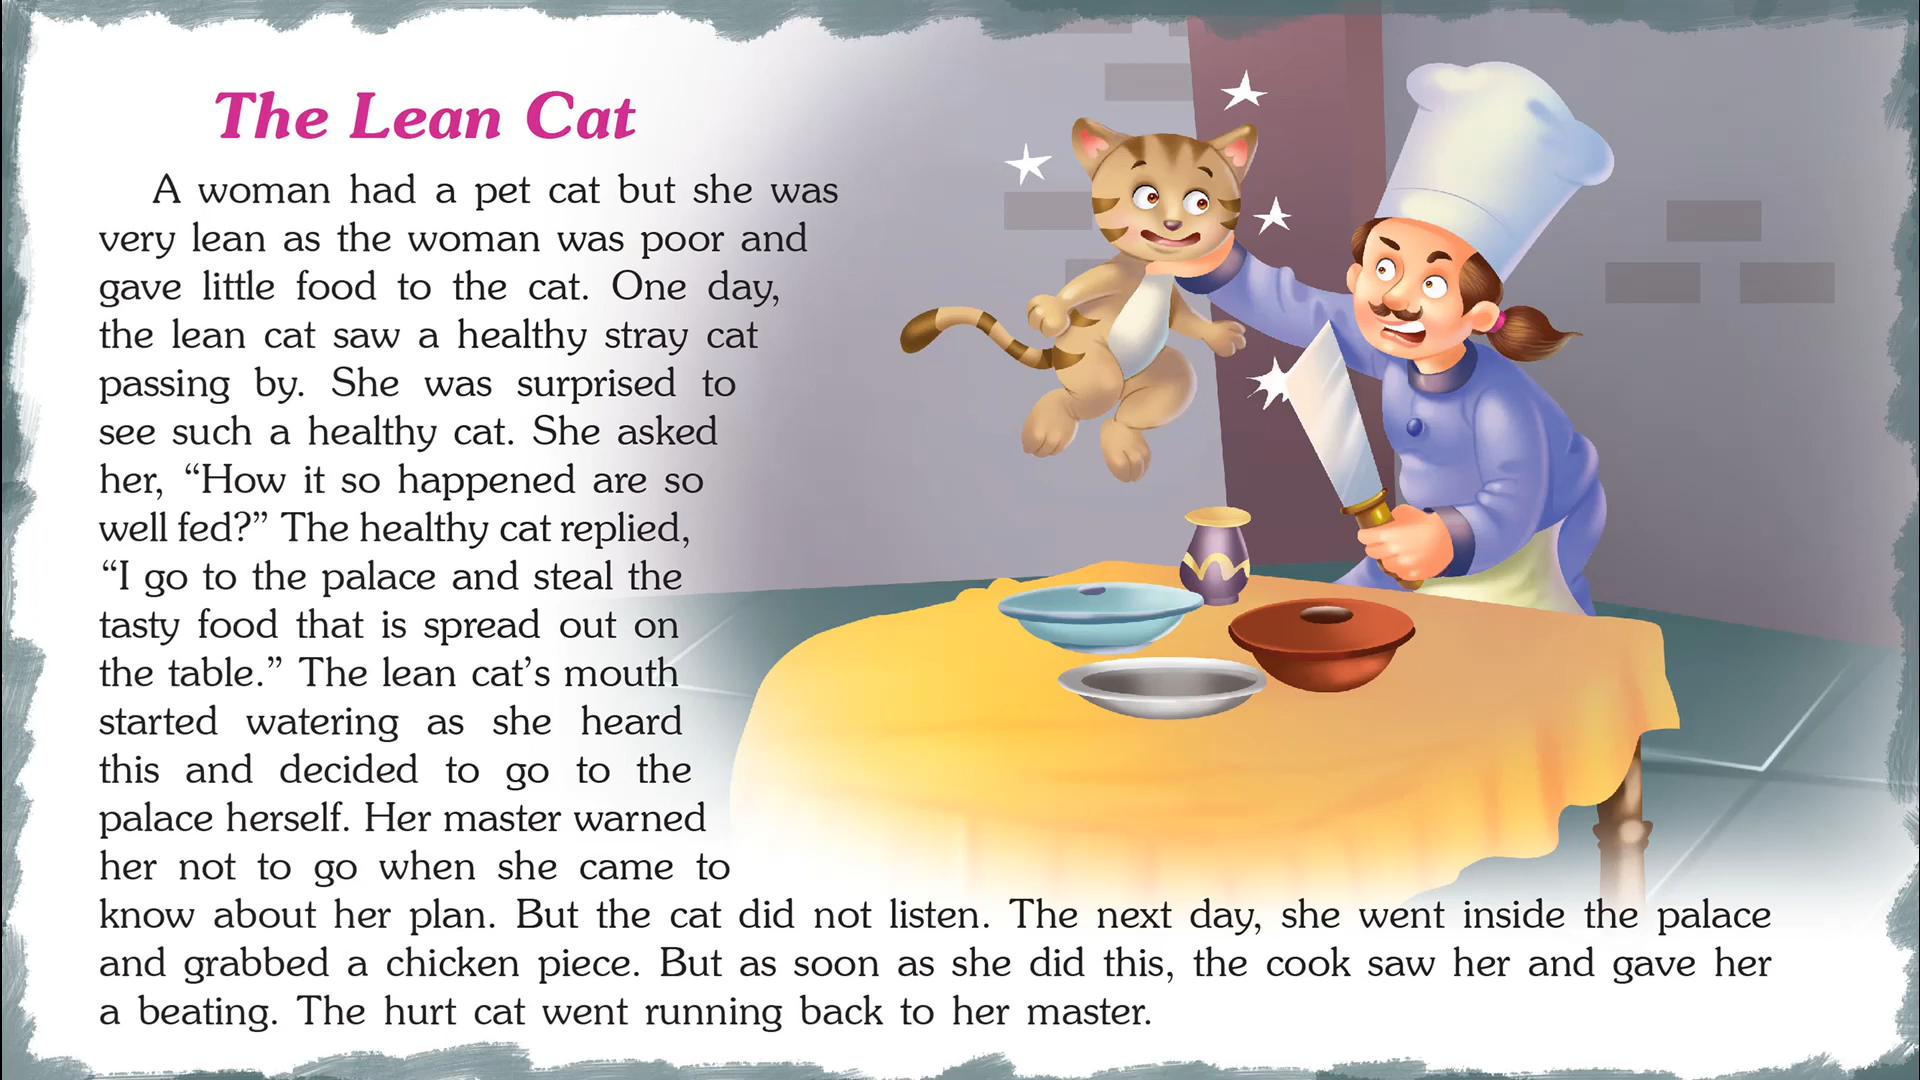 The Lean Cat
A woman had a pet cat but she was
very lean as the woman was poor and
gave little food to the cat. One day,
the lean cat saw a healthy stray cat
passing by. She was surprised to
see such a healthy cat. She asked
her, “How it so happened are so
well fed?” The healthy cat replied,
“I go to the palace and steal the
tasty food that is spread out on
the table.” The lean cat’s mouth
started watering as she heard
this and decided to go to the
palace herself. Her master warned
her not to go when she came to
know about her plan. But the cat did not listen. The next day, she went inside the palace
and grabbed a chicken piece. But as soon as she did this, the cook saw her and gave her
a beating. The hurt cat went running back to her master.